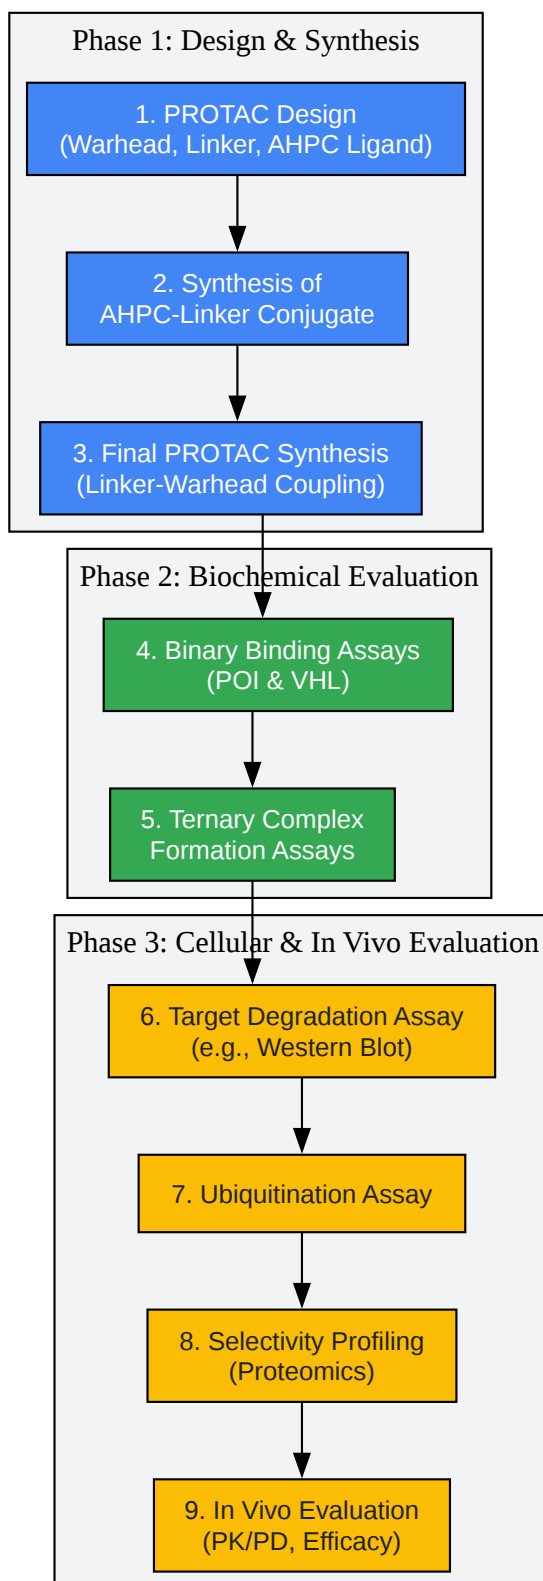 Phase 1: Design & Synthesis
1. PROTAC Design
(Warhead, Linker, AHPC Ligand)
2. Synthesis of
AHPC-Linker Conjugate
3. Final PROTAC Synthesis
(Linker-Warhead Coupling)
Phase 2: Biochemical Evaluation
4. Binary Binding Assays
(POI & VHL)
5. Ternary Complex
Formation Assays
Phase 3: Cellular & In Vivo Evaluation
6. Target Degradation Assay
(e.g., Western Blot)
7. Ubiquitination Assay
8. Selectivity Profiling
(Proteomics)
9. In Vivo Evaluation
(PK/PD, Efficacy)